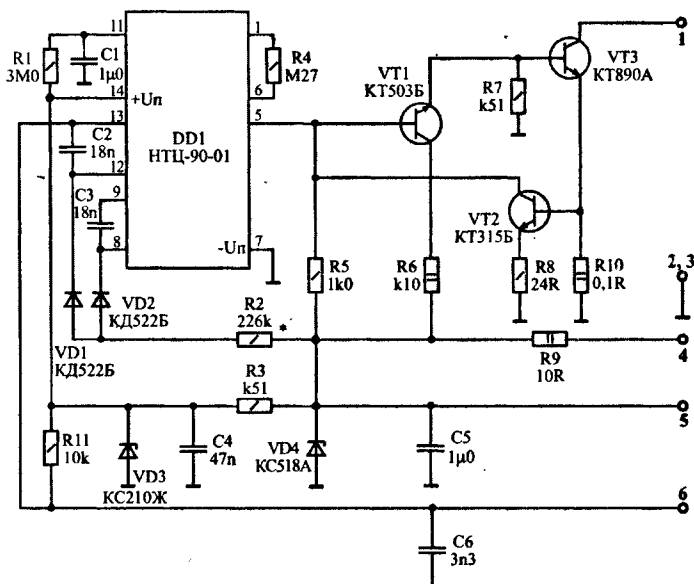 R1
3М0
C1
1µ0
11
1
R4
М27
14
+Uп
6
13
5
DD1
НТЦ-90-01
C2
18n
12
C3
18n
9
8
-Uп
7
VT1
КТ503Б
R7
k51
VT3
КТ890А
1
VT2
КТ315Б
R5
1k0
R6
k10
R8
24R
R10
0,1R
2, 3
VD2
КД522Б
R2
226k
*
VD1
КД522Б
R9
10R
4
R3
k51
5
R11
10k
VD3
КС210Ж
C4
47n
VD4
КС518А
C5
1µ0
6
C6
3n3